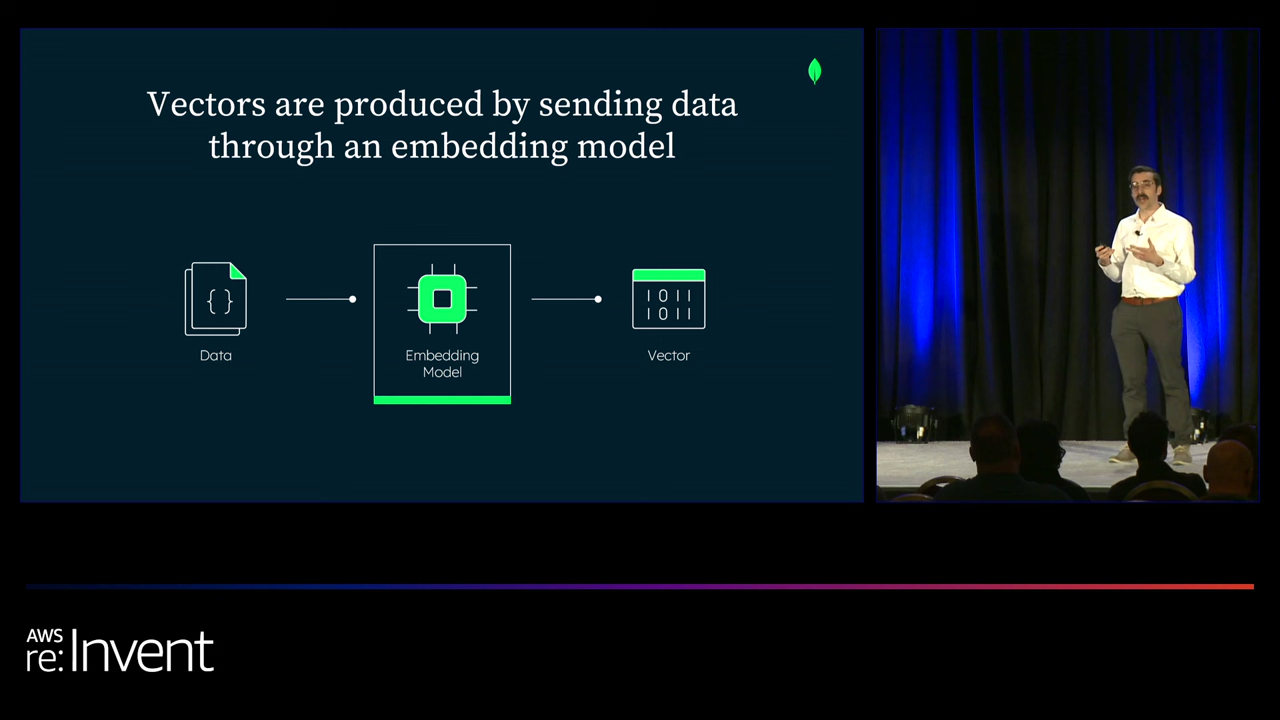 Vectors are produced by sending data
through an embedding model
{ }
Data
Embedding
Model
1011
1011
Vector
AWS
re:Invent